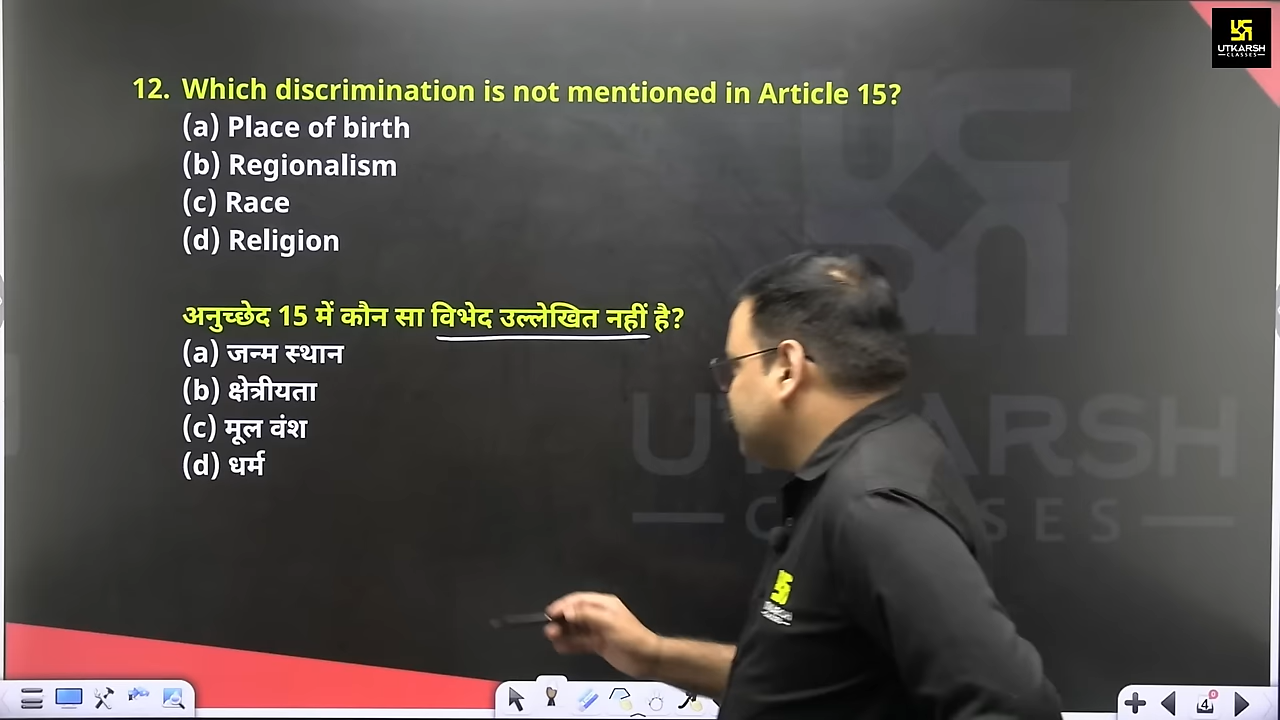 UTKARSH
CLASSES
12. Which discrimination is not mentioned in Article 15?
(a) Place of birth
(b) Regionalism
(c) Race
(d) Religion
अनुच्छेद 15 में कौन सा विभेद उल्लेखित नहीं है?
(a) जन्म स्थान
(b) क्षेत्रीयता
(c) मूल वंश
(d) धर्म
4